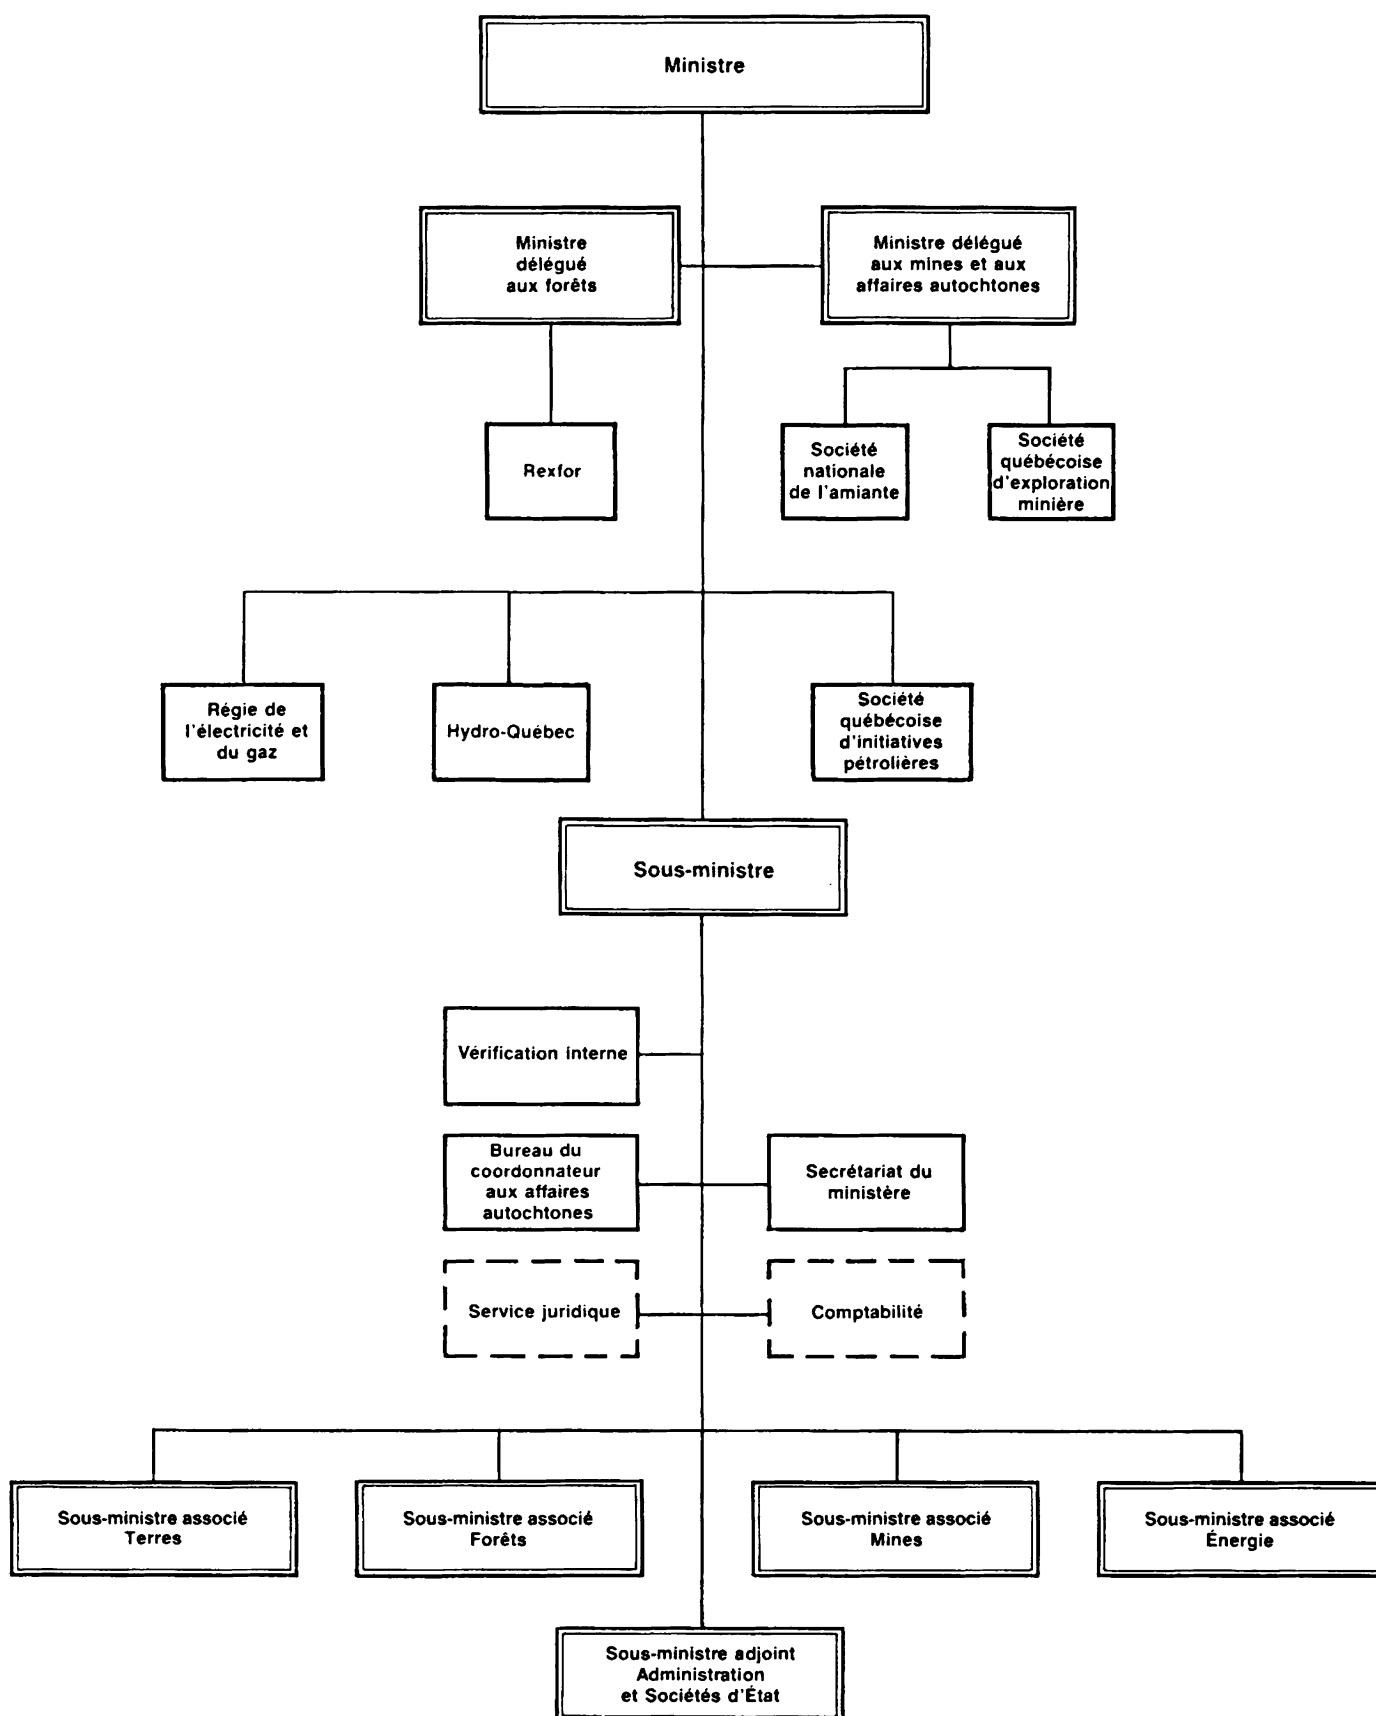 Ministre
Ministre
délégué
aux forêts
Ministre délégué
aux mines et aux
affaires autochtones
Rexfor
Société
nationale
de l'amiante
Société
québécoise
d'exploration
minière
Régie de
l'électricité et
du gaz
Hydro-Québec
Société
québécoise
d'initiatives
pétrolières
Sous-ministre
Vérification interne
Bureau du
coordonnateur
aux affaires
autochtones
Secrétariat du
ministère
Service juridique
Comptabilité
Sous-ministre associé
Terres
Sous-ministre associé
Forêts
Sous-ministre associé
Mines
Sous-ministre associé
Énergie
Sous-ministre adjoint
Administration
et Sociétés d'État